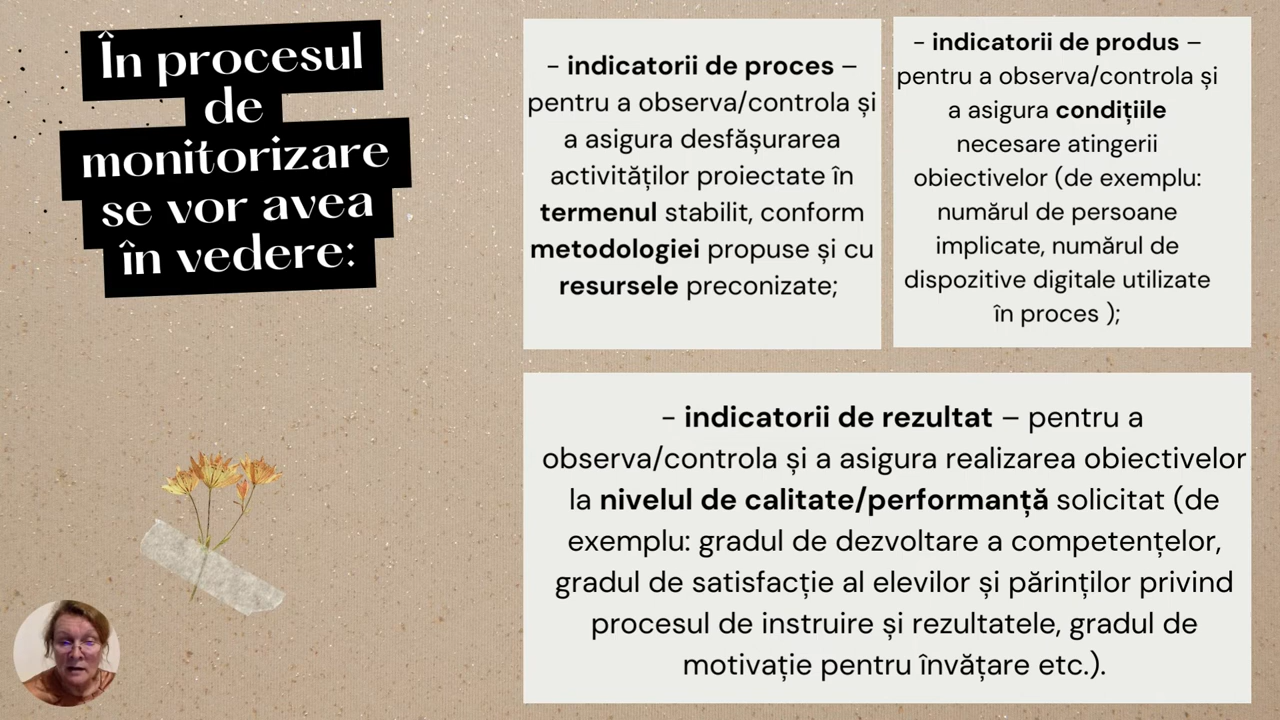 În procesul
de
monitorizare
se vor avea
în vedere:
– indicatorii de proces –
pentru a observa/controla și
a asigura desfășurarea
activităților proiectate în
termenul stabilit, conform
metodologiei propuse și cu
resursele preconizate;
- indicatorii de produs –
pentru a observa/controla și
a asigura condițiile
necesare atingerii
obiectivelor (de exemplu:
numărul de persoane
implicate, numărul de
dispozitive digitale utilizate
în proces );
- indicatorii de rezultat – pentru a
observa/controla și a asigura realizarea obiectivelor
la nivelul de calitate/performanță solicitat (de
exemplu: gradul de dezvoltare a competențelor,
gradul de satisfacție al elevilor și părinților privind
procesul de instruire și rezultatele, gradul de
motivație pentru învățare etc.).